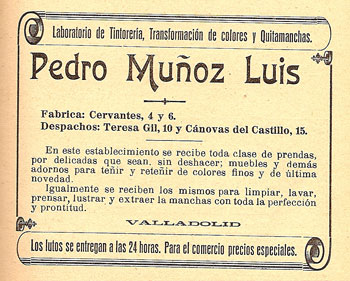 Laboratorio de Tintorería, Transformación de colores y Quitamanchas.
Pedro Muñoz Luis
Fabrica: Cervantes, 4 y 6.
Despachos: Teresa Gil, 10 y Cánovas del Castillo, 15.
En este establecimiento se recibe toda clase de prendas,
por delicadas que sean, sin deshacer; muebles y demás
adornos para teñir y reteñir de colores finos y de última
novedad.
Igualmente se reciben los mismos para limpiar, lavar,
prensar, lustrar y extraer la manchas con toda la perfección
y prontitud.
VALLADOLID
Los lutos se entregan a las 24 horas. Para el comercio precios especiales.